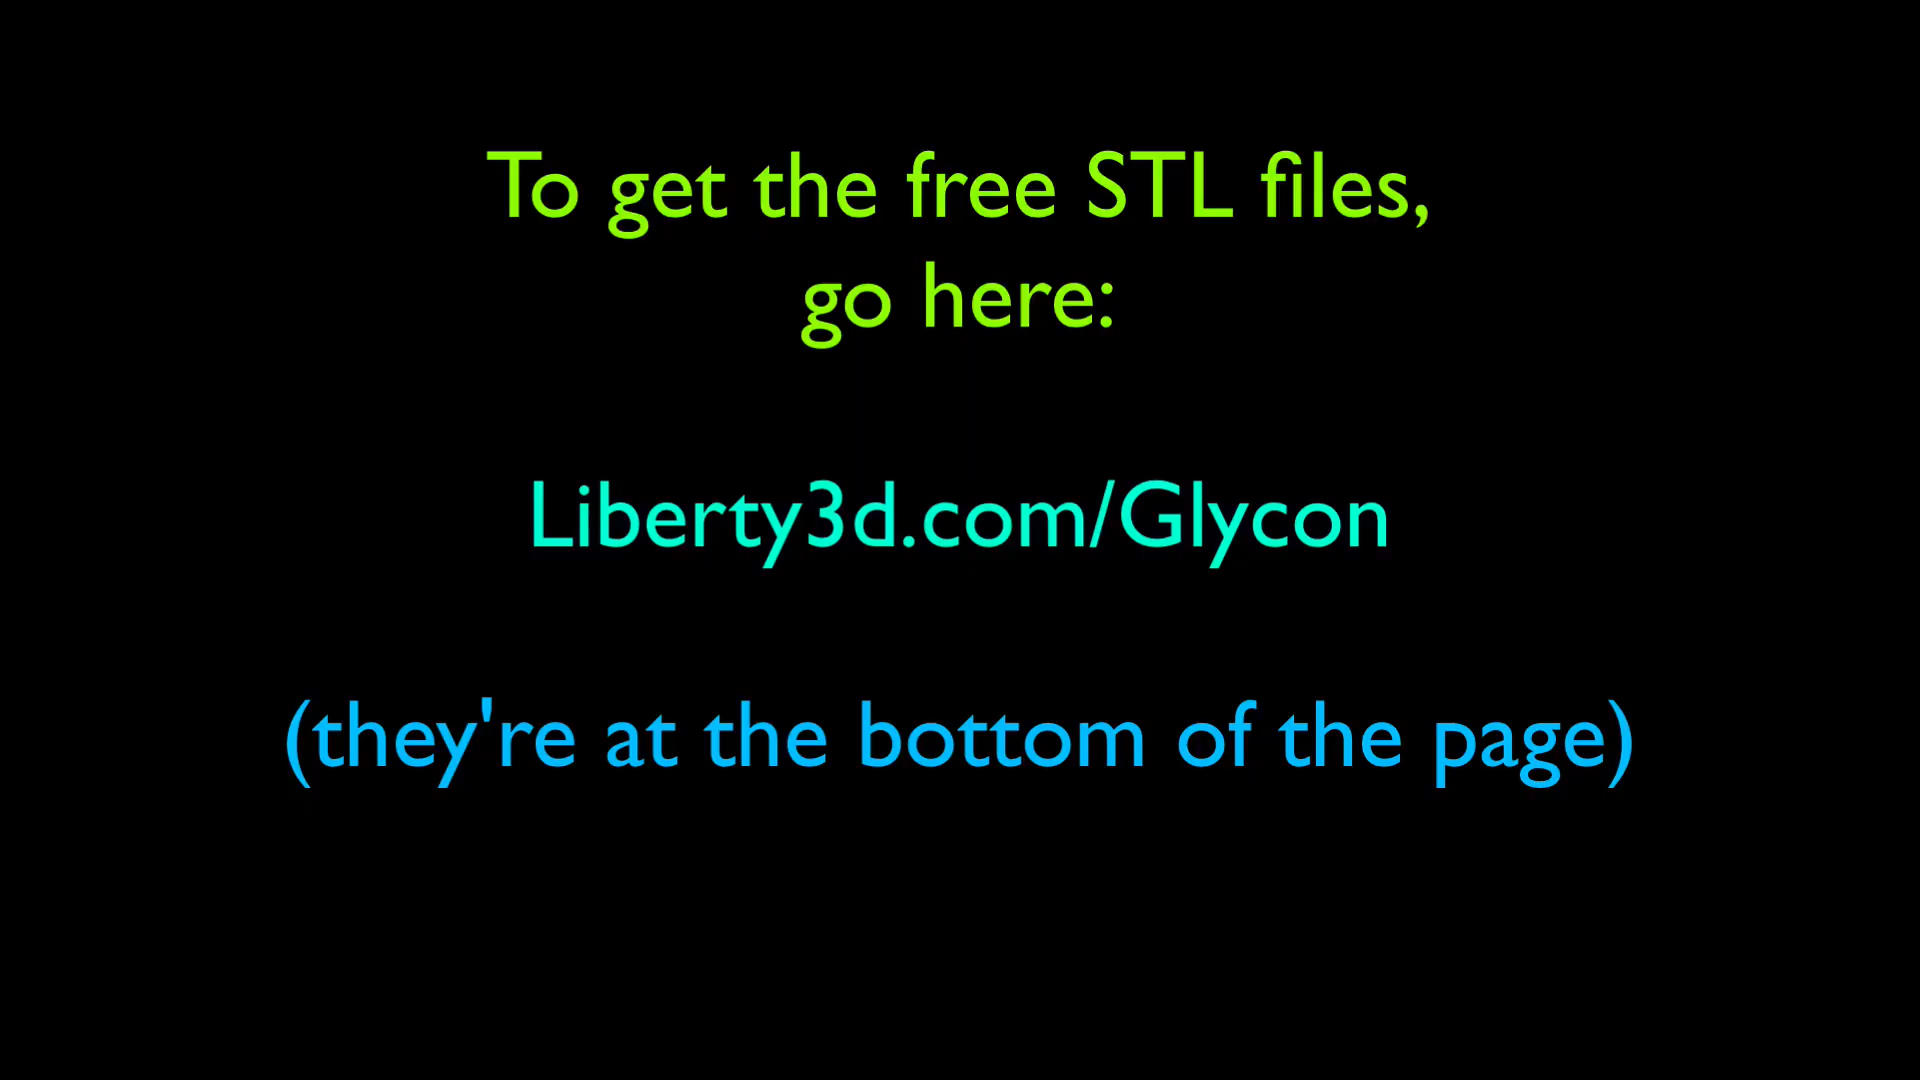 To get the free STL files,
go here:
Liberty3d.com/Glycon
(they're at the bottom of the page)